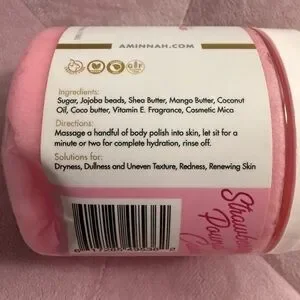 AMINNAH.COM
Ingredients:
Sugar, Jojoba beads, Shea Butter, Mango Butter, Coconut
Oil, Coco butter, Vitamin E. Fragrance, Cosmetic Mica
Directions:
Massage a handful of body polish into skin, let sit for a
minute or two for complete hydration, rinse off.
Solutions for:
Dryness, Dullness and Uneven Texture, Redness, Renewing Skin